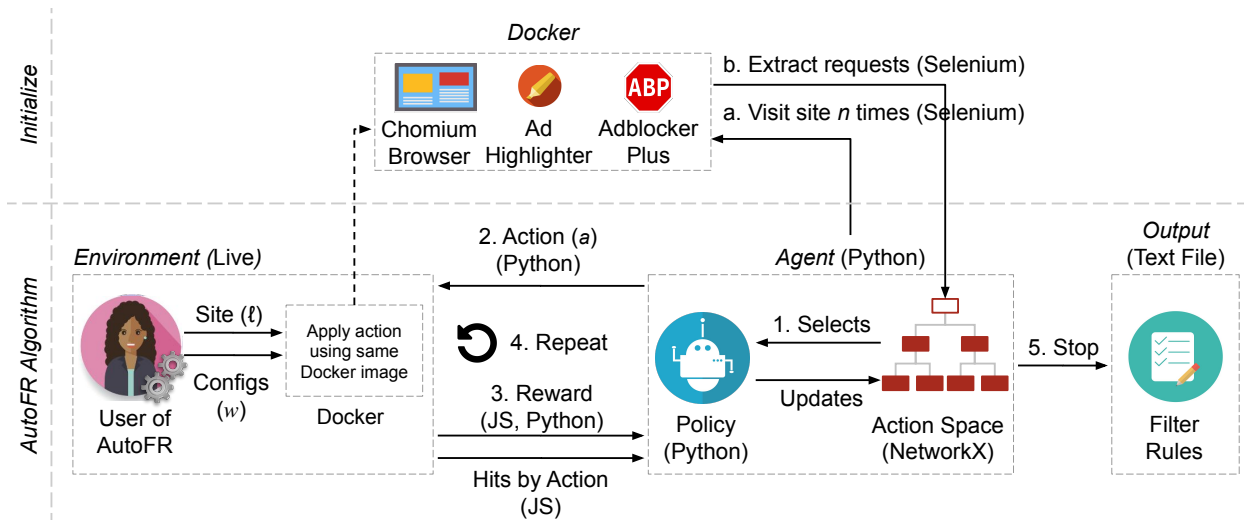 Initialize
Docker
ABP
Chomium
Browser
Ad
Highlighter
Adblocker
Plus
b. Extract requests (Selenium)
a. Visit site n times (Selenium)
AutoFR Algorithm
Environment (Live)
User of
AutoFR
Site (ℓ)
Configs
(w)
Apply action
using same
Docker image
Docker
2. Action (a)
(Python)
4. Repeat
3. Reward
(JS, Python)
Hits by Action
(JS)
Agent (Python)
Policy
(Python)
1. Selects
Updates
Action Space
(NetworkX)
5. Stop
Output
(Text File)
Filter
Rules